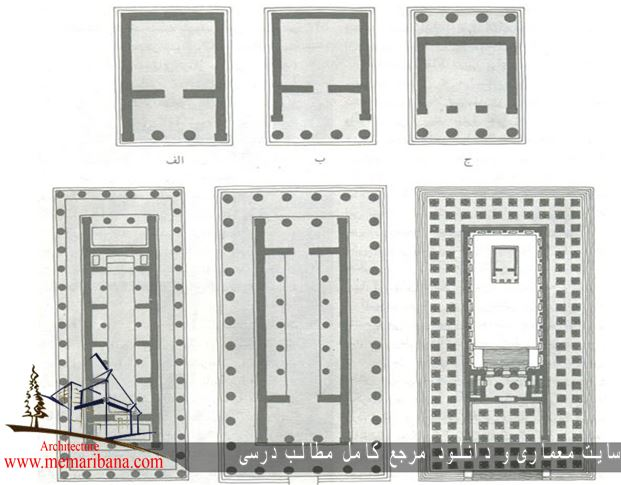 الف
ب
ج
Architecture
www.memaribana.com
سایت معماری و دانلود مرجع کامل مطالب درسی